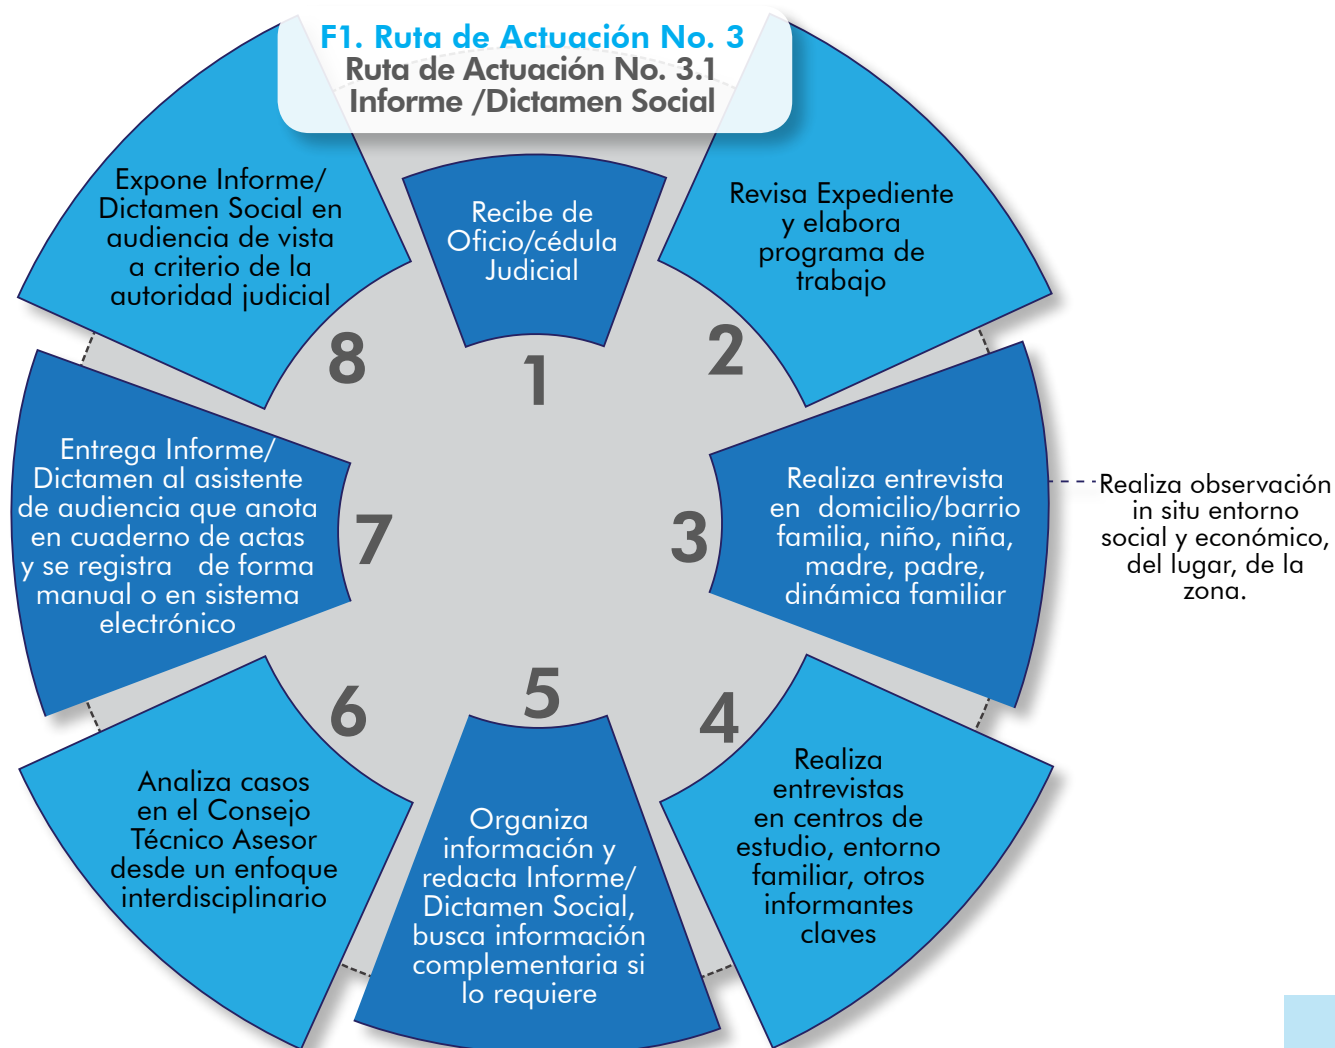 F1. Ruta de Actuación No. 3
Ruta de Actuación No. 3.1
Informe /Dictamen Social
Recibe de
Oficio/cédula
Judicial
1
Revisa Expediente
y elabora
programa de
trabajo
2
Realiza entrevista
en domicilio/barrio
familia, niño, niña,
madre, padre,
dinámica familiar
3
Realiza observación
in situ entorno
social y económico,
del lugar, de la
zona.
Realiza
entrevistas
en centros de
estudio, entorno
familiar, otros
informantes
claves
4
Organiza
información y
redacta Informe/
Dictamen Social,
busca información
complementaria si
lo requiere
5
Analiza casos
en el Consejo
Técnico Asesor
desde un enfoque
interdisciplinario
6
Entrega Informe/
Dictamen al asistente
de audiencia que anota
en cuaderno de actas
y se registra de forma
manual o en sistema
electrónico
7
Expone Informe/
Dictamen Social en
audiencia de vista
a criterio de la
autoridad judicial
8